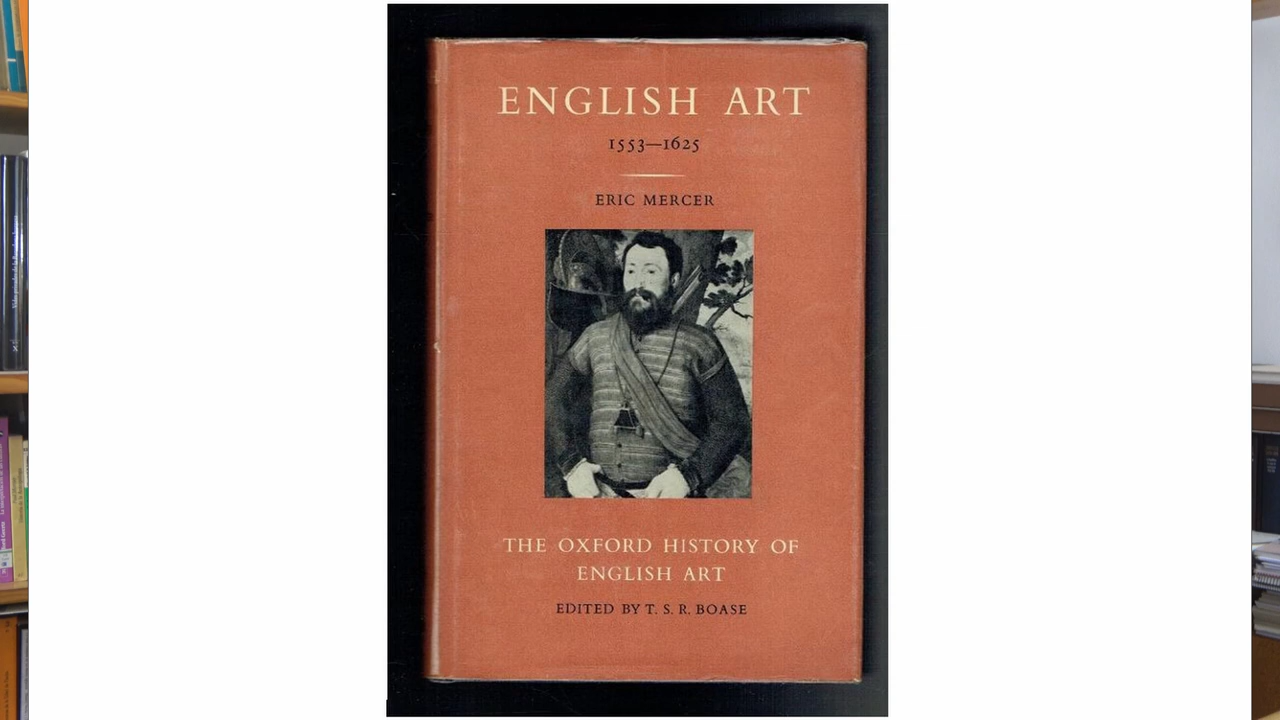 ENGLISH ART
1553—1625
ERIC MERCER
THE OXFORD HISTORY OF
ENGLISH ART
EDITED BY T. S. R. BOASE